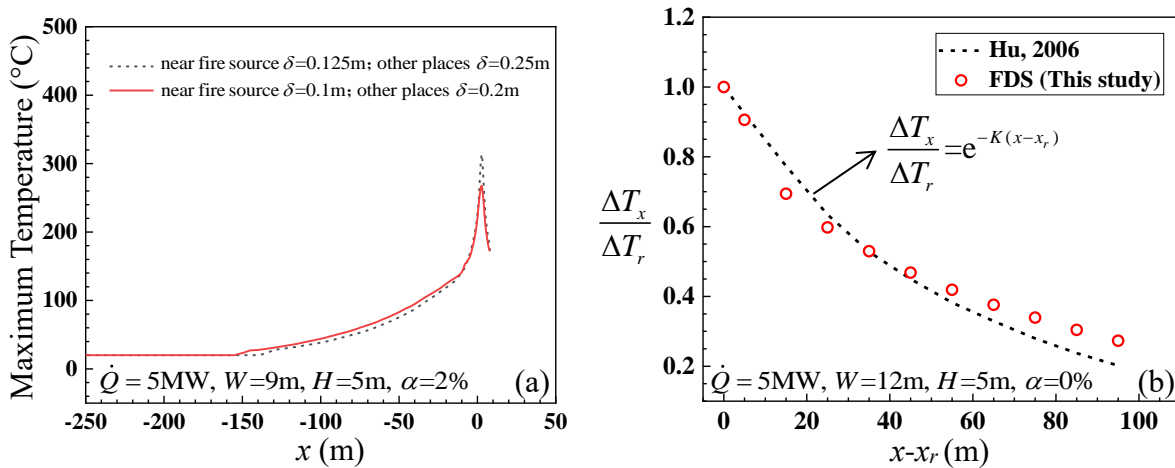 500
400
300
200
100
0
Maximum Temperature (°C)
near fire source δ=0.125m; other places δ=0.25m
near fire source δ=0.1m; other places δ=0.2m
Q̇ = 5MW, W=9m, H=5m, α=2%
(a)
-250 -200 -150 -100 -50 0 50
x (m)
1.2
1.0
0.8
0.6
0.4
0.2
ΔTₓ
ΔTᵣ
Hu, 2006
FDS (This study)
ΔTₓ
ΔTᵣ
=e^{-K(x-xᵣ)}
Q̇ = 5MW, W=12m, H=5m, α=0%
(b)
0 20 40 60 80 100
x-xᵣ (m)